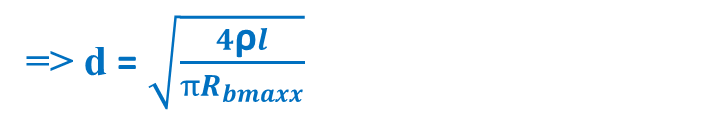 => d = √(4ρl / πR_bmaxx)